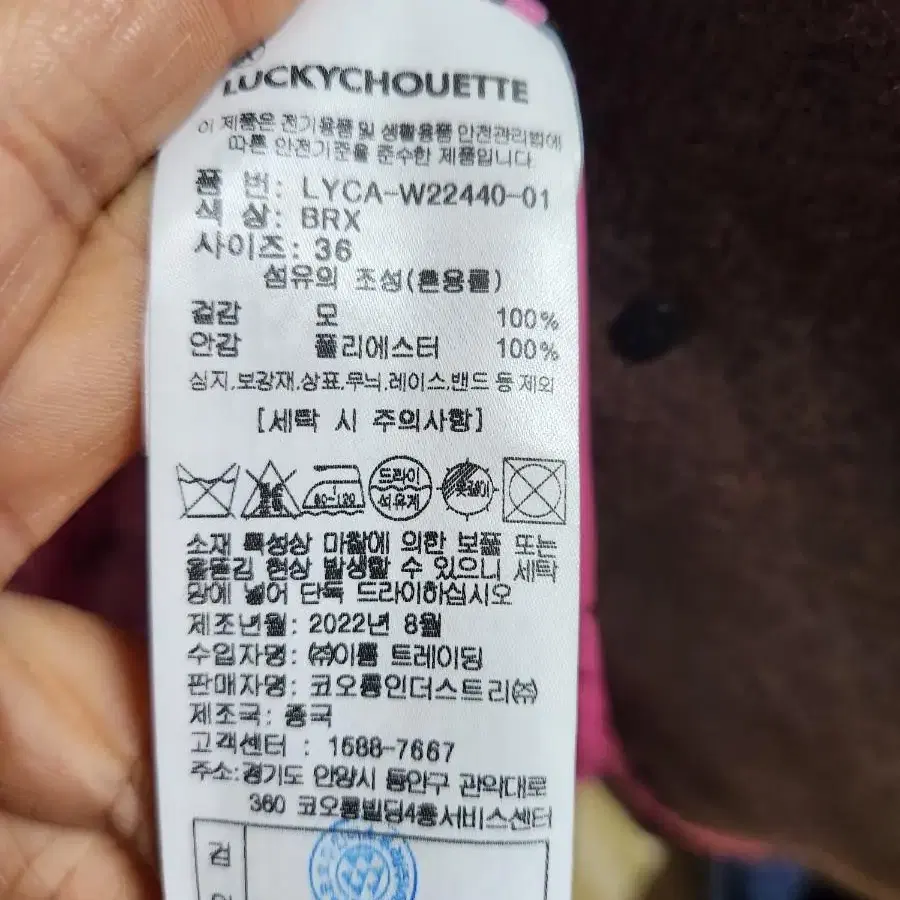 LUCKYCHOUETTE
이 제품은 전기용품 및 생활용품 안전관리법에
따른 안전기준을 준수한 제품입니다.
품 번: LYCA-W22440-01
색 상: BRX
사이즈: 36
섬유의 조성(혼용률)
겉감 모 100%
안감 폴리에스터 100%
심지,보강재,상표,무늬,레이스,밴드 등 제외
[세탁 시 주의사항]
80~120
드라이
석유계
옷걸이
소재 특성상 마찰에 의한 보풀 또는
올뜯김 현상 발생할 수 있으니 세탁
망에 넣어 단독 드라이하십시오
제조년월: 2022년 8월
수입자명: ㈜이룸 트레이딩
판매자명: 코오롱인더스트리㈜
제조국: 중국
고객센터 : 1588-7667
주소:경기도 안양시 동안구 관악대로
360 코오롱빌딩4층서비스센터
검